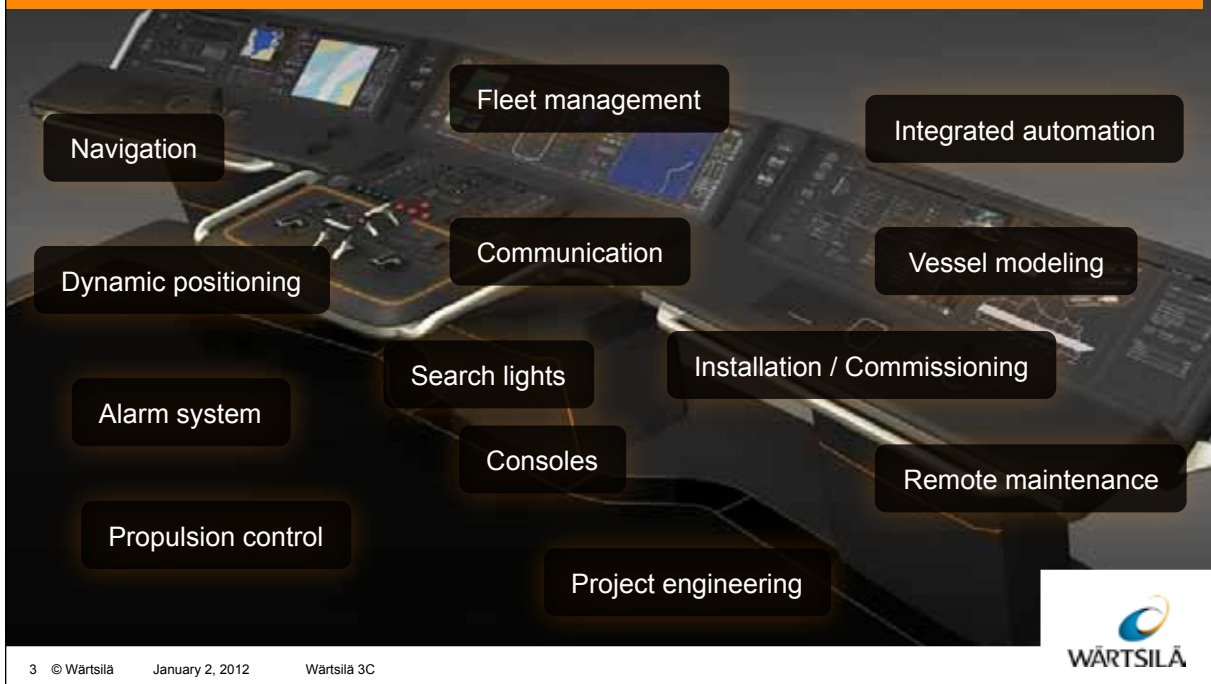 Fleet management
Integrated automation
Navigation
Communication
Vessel modeling
Dynamic positioning
Search lights
Installation / Commissioning
Alarm system
Consoles
Remote maintenance
Propulsion control
Project engineering
WÄRTSILÄ
3 © Wärtsilä January 2, 2012 Wärtsilä 3C